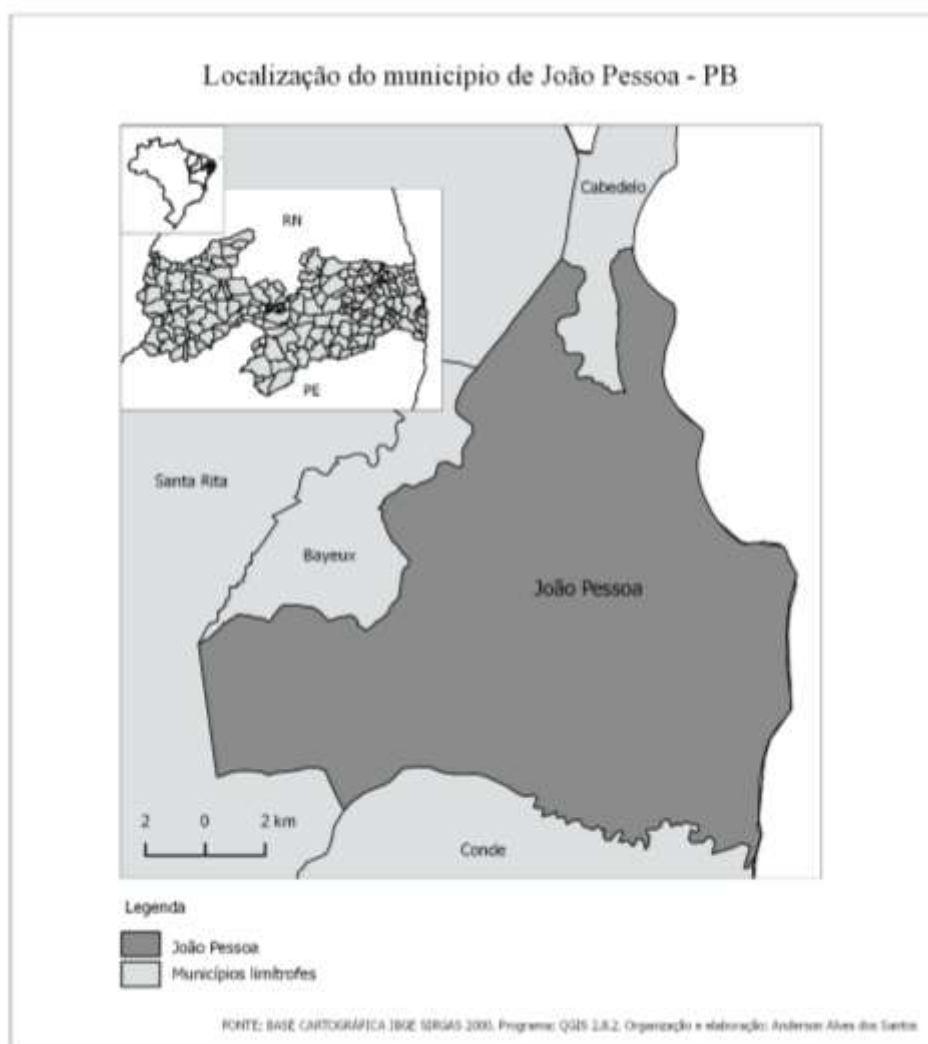 Localização do municipio de João Pessoa - PB
Cabedelo
RN
PE
Santa Rita
Bayeux
João Pessoa
2 0 2 km
Conde
Legenda
João Pessoa
Municípios limítrofes
FONTE: BASE CARTOGRÁFICA IBGE SIRGAS 2000. Programa: QGIS 2.8.2. Organização e elaboração: Anderson Alves dos Santos